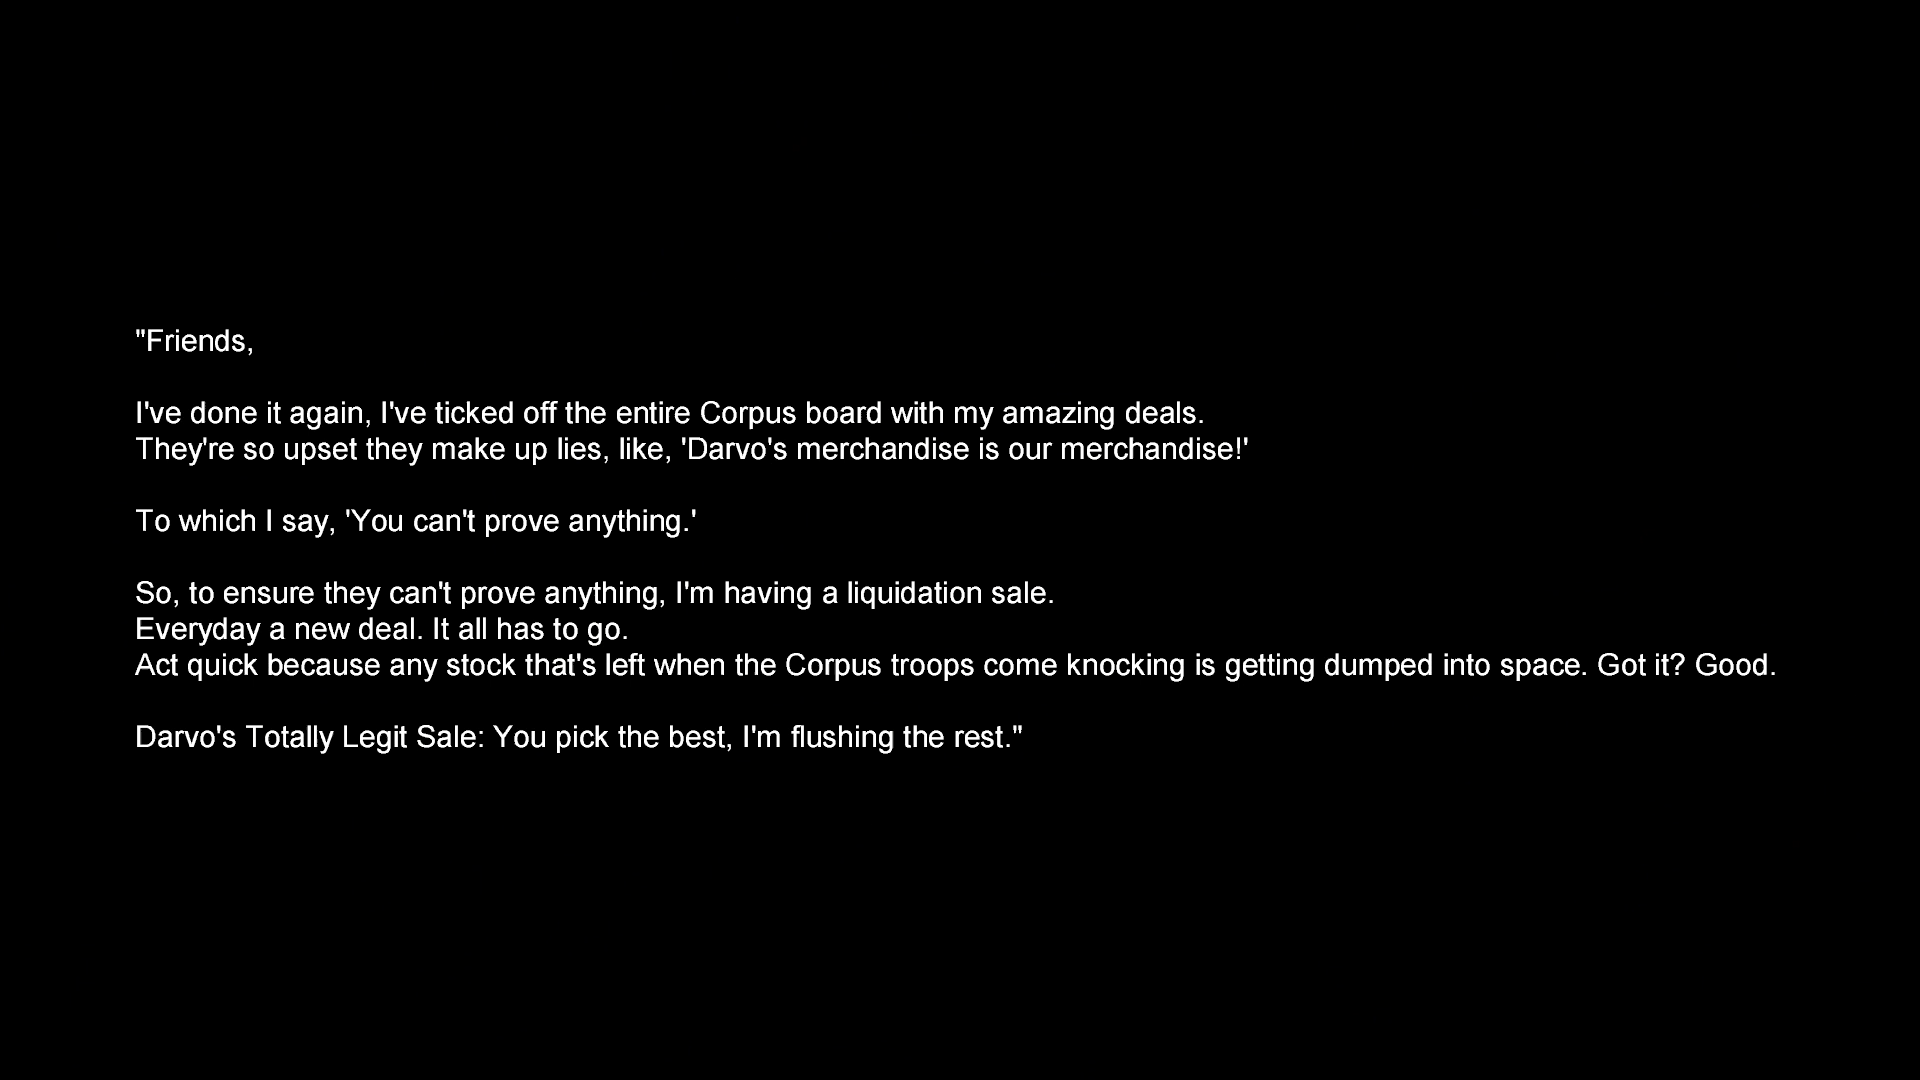 "Friends,
I've done it again, I've ticked off the entire Corpus board with my amazing deals.
They're so upset they make up lies, like, 'Darvo's merchandise is our merchandise!'
To which I say, 'You can't prove anything.'
So, to ensure they can't prove anything, I'm having a liquidation sale.
Everyday a new deal. It all has to go.
Act quick because any stock that's left when the Corpus troops come knocking is getting dumped into space. Got it? Good.
Darvo's Totally Legit Sale: You pick the best, I'm flushing the rest."